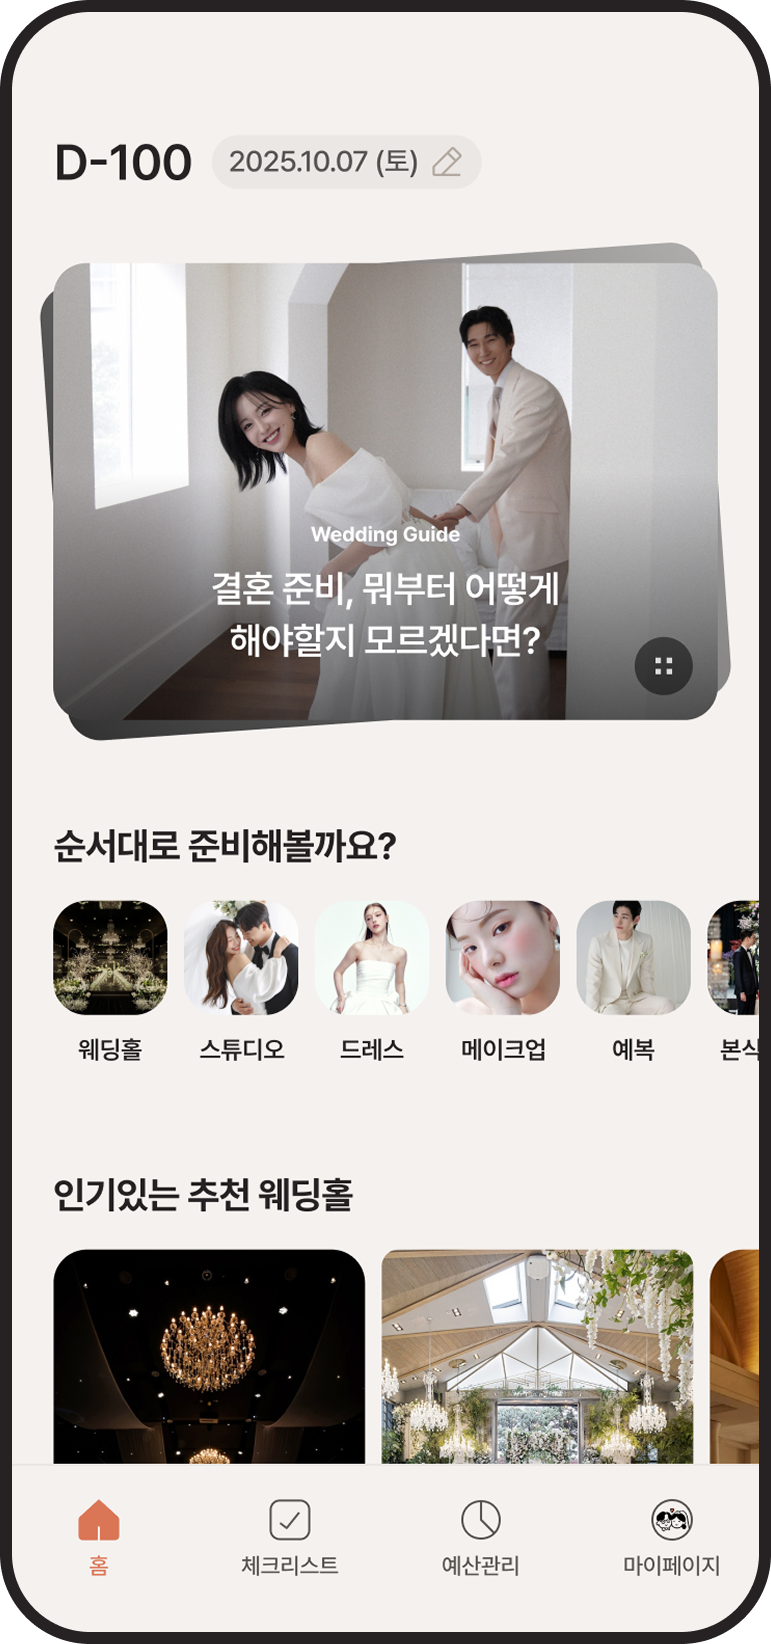 D-100
2025.10.07 (토)
Wedding Guide
결혼 준비, 뭐부터 어떻게
해야할지 모르겠다면?
순서대로 준비해볼까요?
웨딩홀
스튜디오
드레스
메이크업
예복
본식
인기있는 추천 웨딩홀
홈
체크리스트
예산관리
마이페이지